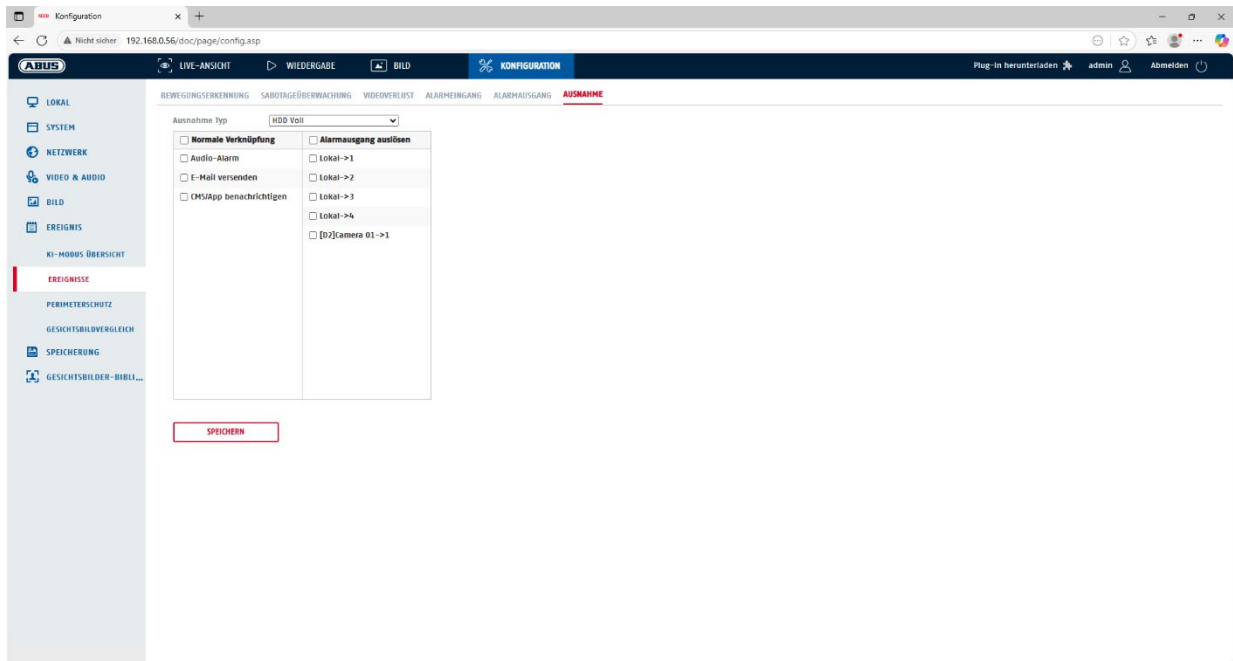 HDD Konfiguration
Nicht sicher 192.168.0.56/doc/page/config.asp
ABUS LIVE-ANSICHT WIEDERGABE BILD KONFIGURATION Plug-In herunterladen admin Abmelden
LOKAL
SYSTEM
NETZWERK
VIDEO & AUDIO
BILD
EREIGNIS
KI-MODUS ÜBERSICHT
EREIGNISSE
PERIMETERSCHUTZ
GESICHTSBILDVERGLEICH
SPEICHERUNG
GESICHTSBILDER-BIBLI...
BEWEGUNGSERKENNUNG SABOTAGEÜBERWACHUNG VIDEOVERLUST ALARMEINGANG ALARMAUSGANG AUSNAHME
Ausnahme Typ HDD Voll
Normale Verknüpfung Alarmausgang auslösen
Audio-Alarm Lokal->1
E-Mail versenden Lokal->2
CMS/App benachrichtigen Lokal->3
Lokal->4
[D2]Camera 01->1
SPEICHERN